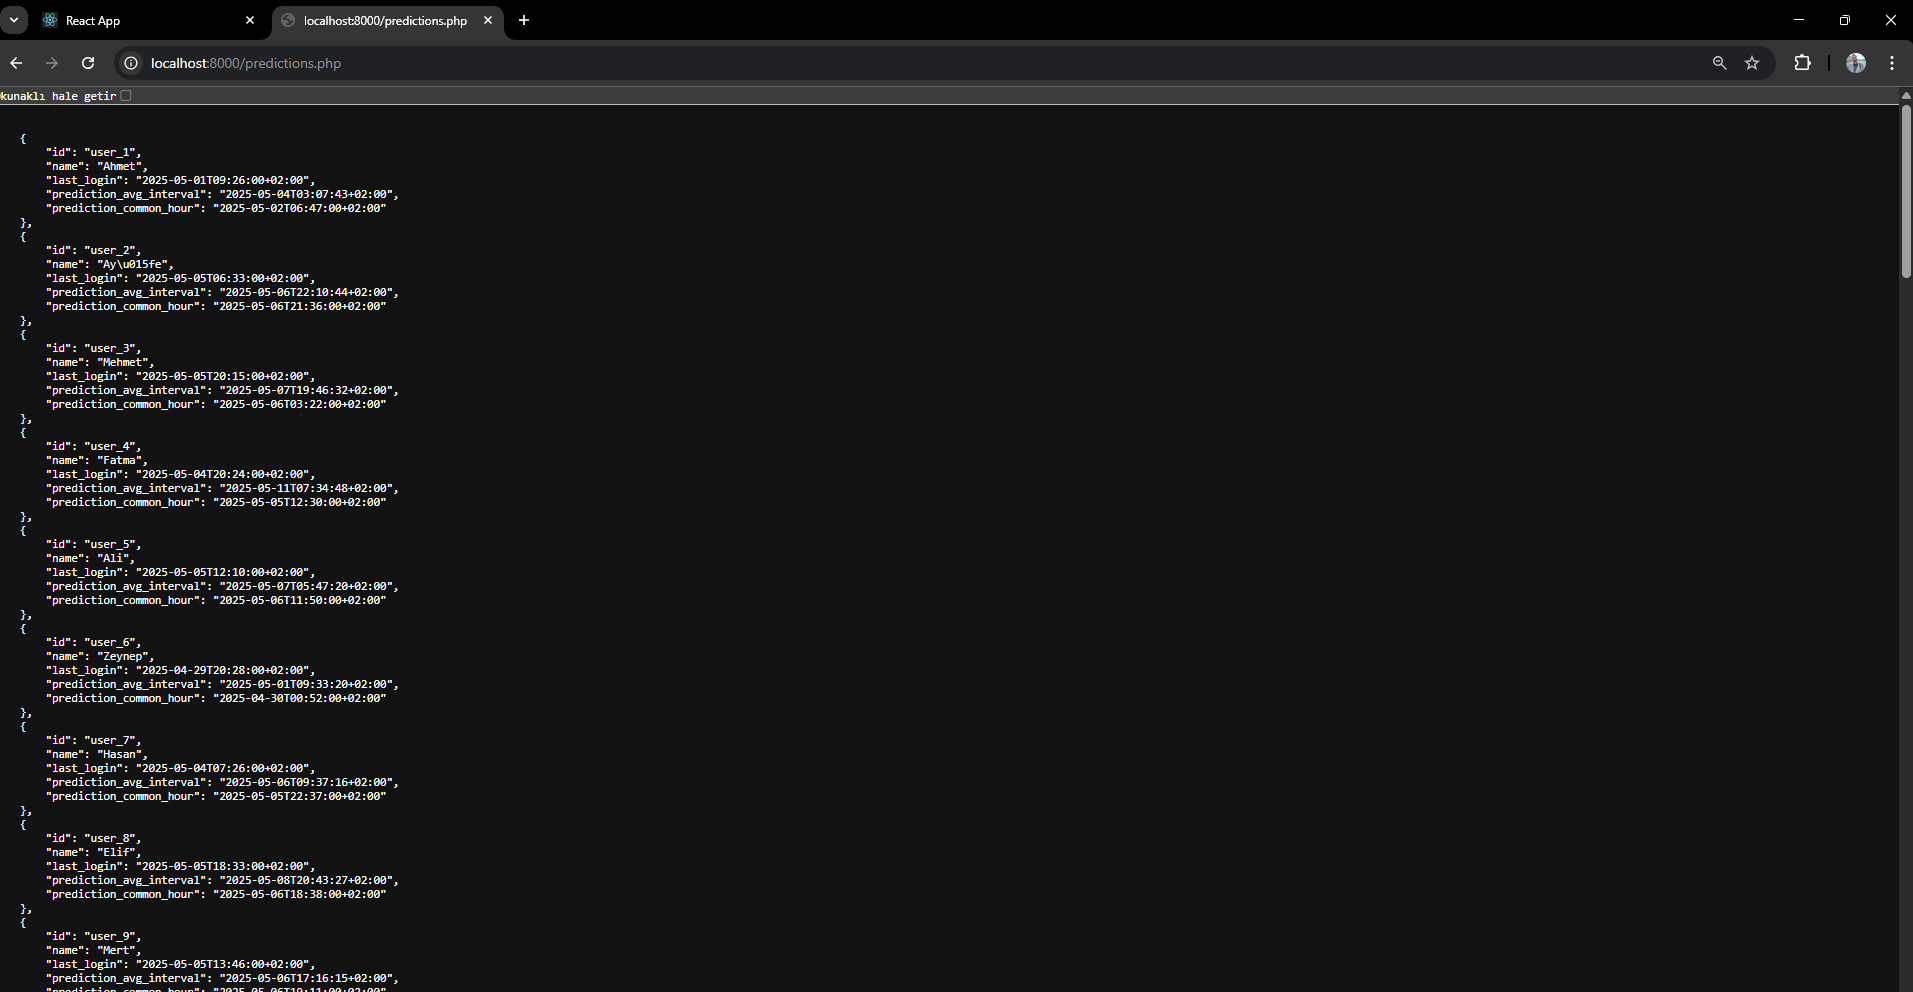 React App
localhost:8000/predictions.php
localhost:8000/predictions.php
kunaklı hale getir
{
"id": "user_1",
"name": "Ahmet",
"last_login": "2025-05-01T09:26:00+02:00",
"prediction_avg_interval": "2025-05-04T03:07:43+02:00",
"prediction_common_hour": "2025-05-02T06:47:00+02:00"
},
{
"id": "user_2",
"name": "Ay\u015fe",
"last_login": "2025-05-05T06:33:00+02:00",
"prediction_avg_interval": "2025-05-06T22:10:44+02:00",
"prediction_common_hour": "2025-05-06T21:36:00+02:00"
},
{
"id": "user_3",
"name": "Mehmet",
"last_login": "2025-05-05T20:15:00+02:00",
"prediction_avg_interval": "2025-05-07T19:46:32+02:00",
"prediction_common_hour": "2025-05-06T03:22:00+02:00"
},
{
"id": "user_4",
"name": "Fatma",
"last_login": "2025-05-04T20:24:00+02:00",
"prediction_avg_interval": "2025-05-11T07:34:48+02:00",
"prediction_common_hour": "2025-05-05T12:30:00+02:00"
},
{
"id": "user_5",
"name": "Ali",
"last_login": "2025-05-05T12:10:00+02:00",
"prediction_avg_interval": "2025-05-07T05:47:20+02:00",
"prediction_common_hour": "2025-05-06T11:50:00+02:00"
},
{
"id": "user_6",
"name": "Zeynep",
"last_login": "2025-04-29T20:28:00+02:00",
"prediction_avg_interval": "2025-05-01T09:33:20+02:00",
"prediction_common_hour": "2025-04-30T00:52:00+02:00"
},
{
"id": "user_7",
"name": "Hasan",
"last_login": "2025-05-04T07:26:00+02:00",
"prediction_avg_interval": "2025-05-06T09:37:16+02:00",
"prediction_common_hour": "2025-05-05T22:37:00+02:00"
},
{
"id": "user_8",
"name": "Elif",
"last_login": "2025-05-05T18:33:00+02:00",
"prediction_avg_interval": "2025-05-08T20:43:27+02:00",
"prediction_common_hour": "2025-05-06T18:38:00+02:00"
},
{
"id": "user_9",
"name": "Mert",
"last_login": "2025-05-05T13:46:00+02:00",
"prediction_avg_interval": "2025-05-06T17:16:15+02:00",
"prediction_common_hour": "2025-05-06T19:11:00+02:00"